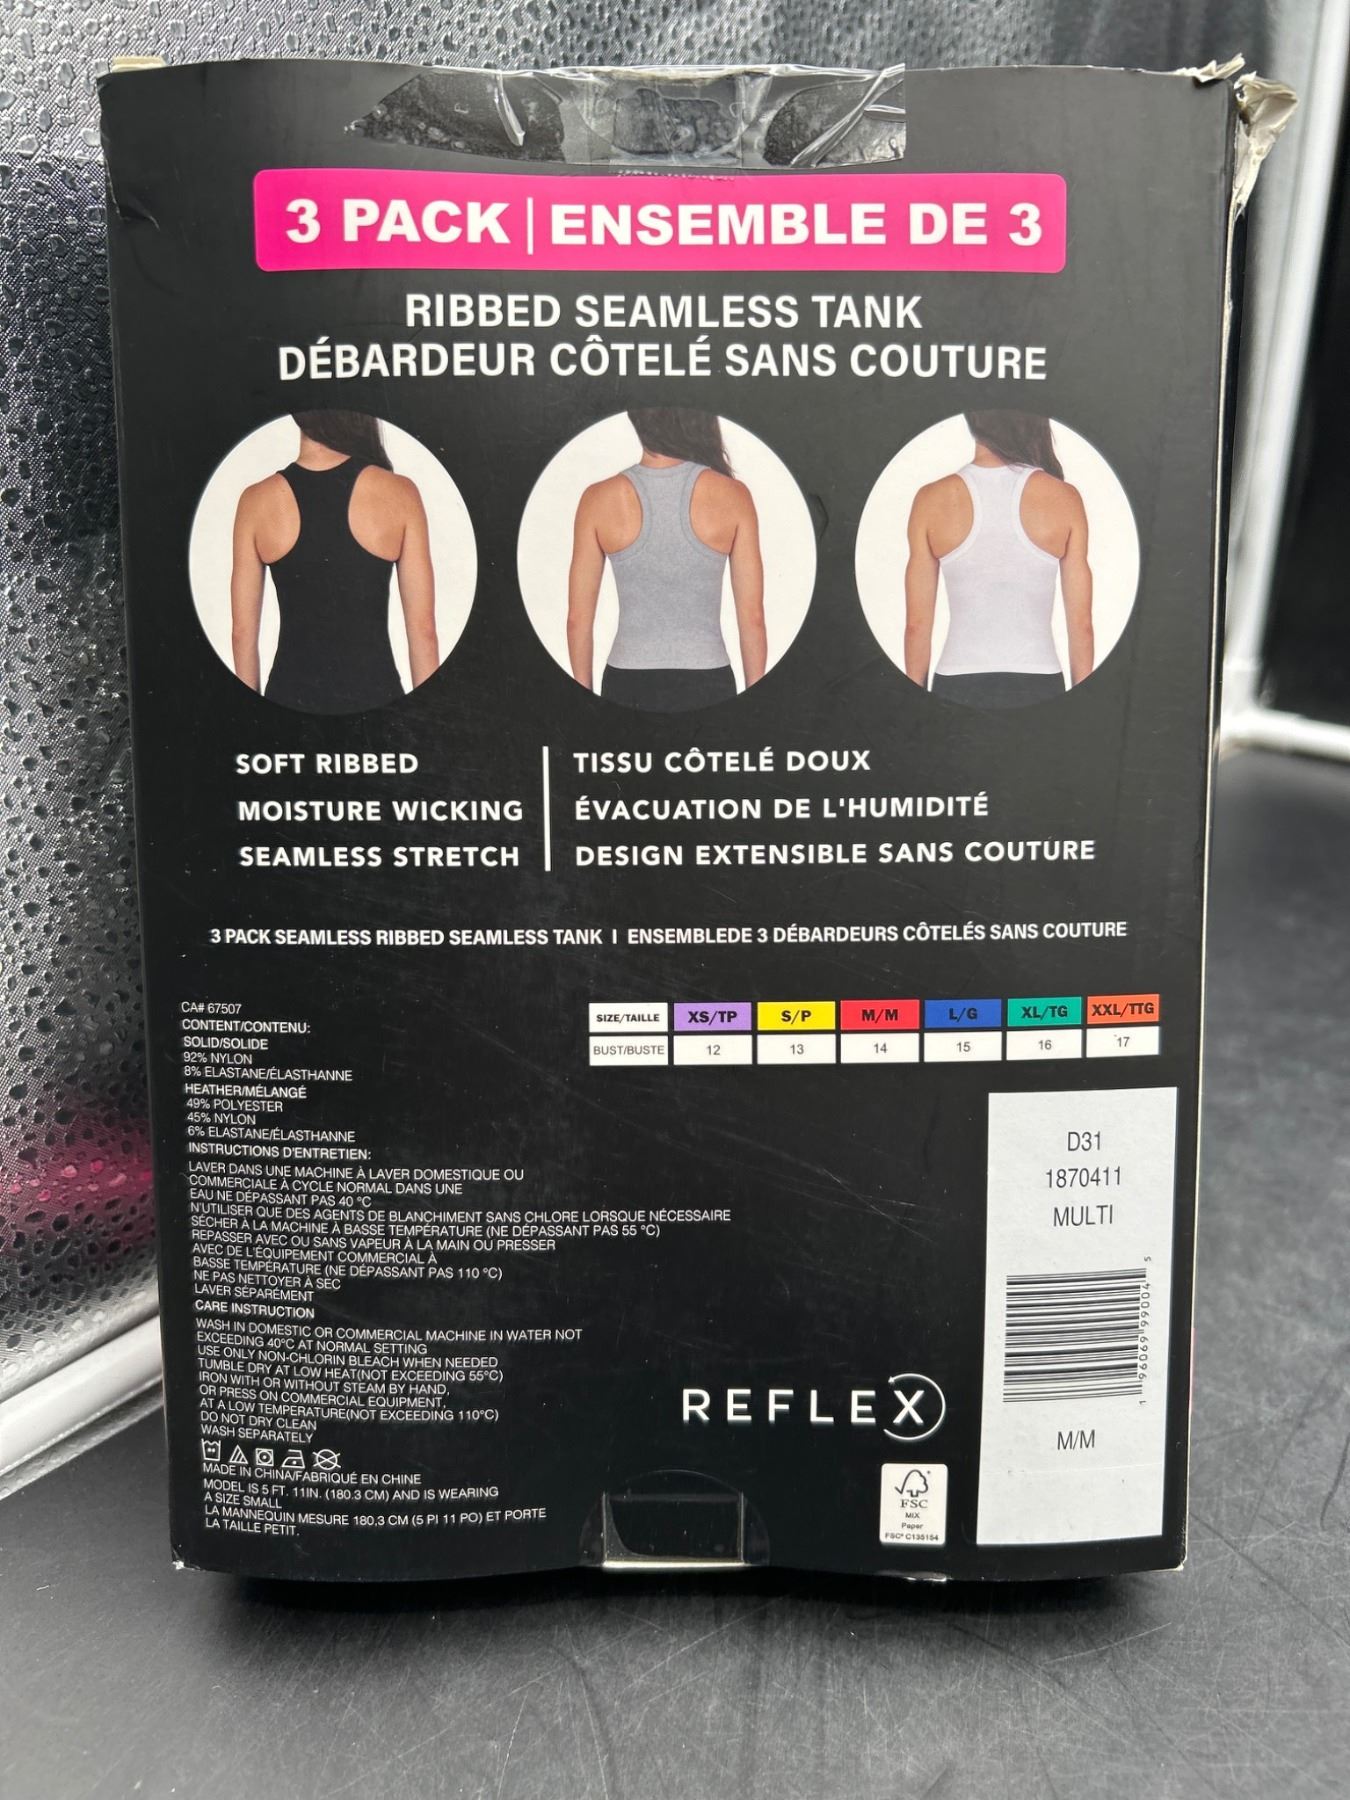 3 PACK | ENSEMBLE DE 3
RIBBED SEAMLESS TANK
DÉBARDEUR CÔTELÉ SANS COUTURE
SOFT RIBBED
MOISTURE WICKING
SEAMLESS STRETCH
TISSU CÔTELÉ DOUX
ÉVACUATION DE L'HUMIDITÉ
DESIGN EXTENSIBLE SANS COUTURE
3 PACK SEAMLESS RIBBED SEAMLESS TANK I ENSEMBLEDE 3 DÉBARDEURS CÔTELÉS SANS COUTURE
CA# 67507
CONTENT/CONTENU:
SOLID/SOLIDE
92% NYLON
8% ELASTANE/ÉLASTHANNE
HEATHER/MÉLANGÉ
49% POLYESTER
45% NYLON
6% ELASTANE/ÉLASTHANNE
INSTRUCTIONS D'ENTRETIEN:
LAVER DANS UNE MACHINE À LAVER DOMESTIQUE OU
COMMERCIALE À CYCLE NORMAL DANS UNE
EAU NE DÉPASSANT PAS 40 °C
N'UTILISER QUE DES AGENTS DE BLANCHIMENT SANS CHLORE LORSQUE NÉCESSAIRE
SÉCHER À LA MACHINE À BASSE TEMPÉRATURE (NE DÉPASSANT PAS 55 °C)
REPASSER AVEC OU SANS VAPEUR À LA MAIN OU PRESSER
AVEC DE L'ÉQUIPEMENT COMMERCIAL À
BASSE TEMPÉRATURE (NE DÉPASSANT PAS 110 °C)
NE PAS NETTOYER À SEC
LAVER SÉPARÉMENT
CARE INSTRUCTION
WASH IN DOMESTIC OR COMMERCIAL MACHINE IN WATER NOT
EXCEEDING 40°C AT NORMAL SETTING
USE ONLY NON-CHLORIN BLEACH WHEN NEEDED
TUMBLE DRY AT LOW HEAT(NOT EXCEEDING 55°C)
IRON WITH OR WITHOUT STEAM BY HAND,
OR PRESS ON COMMERCIAL EQUIPMENT,
AT A LOW TEMPERATURE(NOT EXCEEDING 110°C)
DO NOT DRY CLEAN
WASH SEPARATELY
MADE IN CHINA/FABRIQUÉ EN CHINE
MODEL IS 5 FT. 11IN. (180.3 CM) AND IS WEARING
A SIZE SMALL
LA MANNEQUIN MESURE 180,3 CM (5 PI 11 PO) ET PORTE
LA TAILLE PETIT.
SIZE/TAILLE XS/TP S/P M/M L/G XL/TG XXL/TTG
BUST/BUSTE 12 13 14 15 16 17
D31
1870411
MULTI
1 96069 99004 5
M/M
REFLEX
FSC
MIX
Paper
FSC® C135154